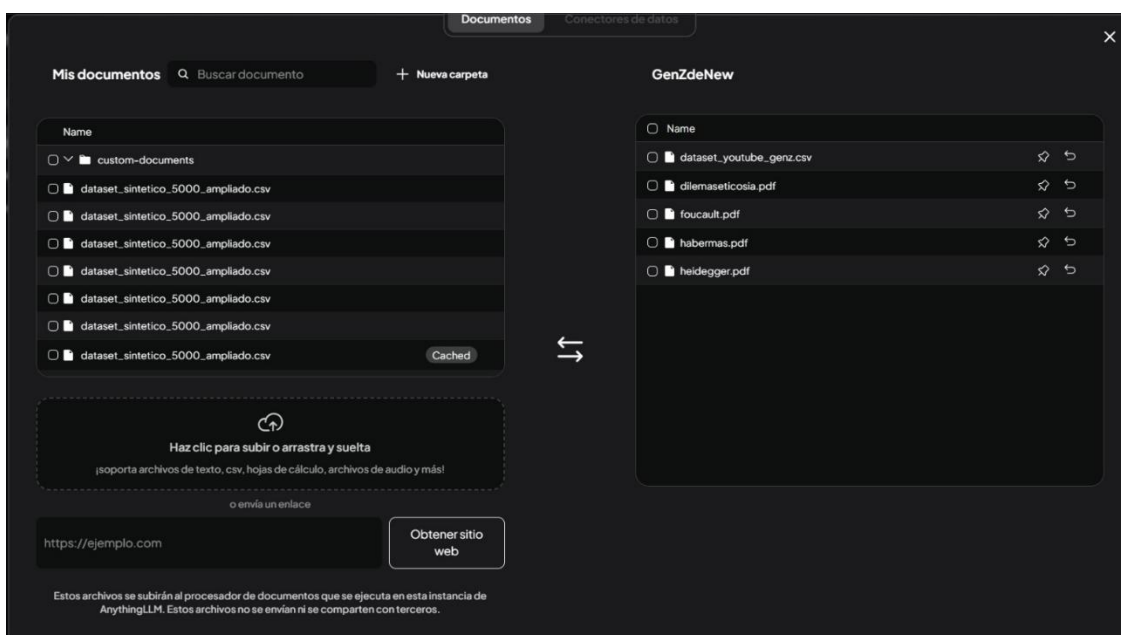 Documentos
Conectores de datos
Mis documentos
Buscar documento
Nueva carpeta
Name
custom-documents
dataset_sintetico_5000_ampliado.csv
dataset_sintetico_5000_ampliado.csv
dataset_sintetico_5000_ampliado.csv
dataset_sintetico_5000_ampliado.csv
dataset_sintetico_5000_ampliado.csv
dataset_sintetico_5000_ampliado.csv
dataset_sintetico_5000_ampliado.csv
Cached
Haz clic para subir o arrastra y suelta
¡soporta archivos de texto, csv, hojas de cálculo, archivos de audio y más!
o envía un enlace
https://ejemplo.com
Obtener sitio
web
Estos archivos se subirán al procesador de documentos que se ejecuta en esta instancia de
AnythingLLM. Estos archivos no se envían ni se comparten con terceros.
GenZdeNew
Name
dataset_youtube_genz.csv
dilemaseticosia.pdf
foucault.pdf
habermas.pdf
heidegger.pdf